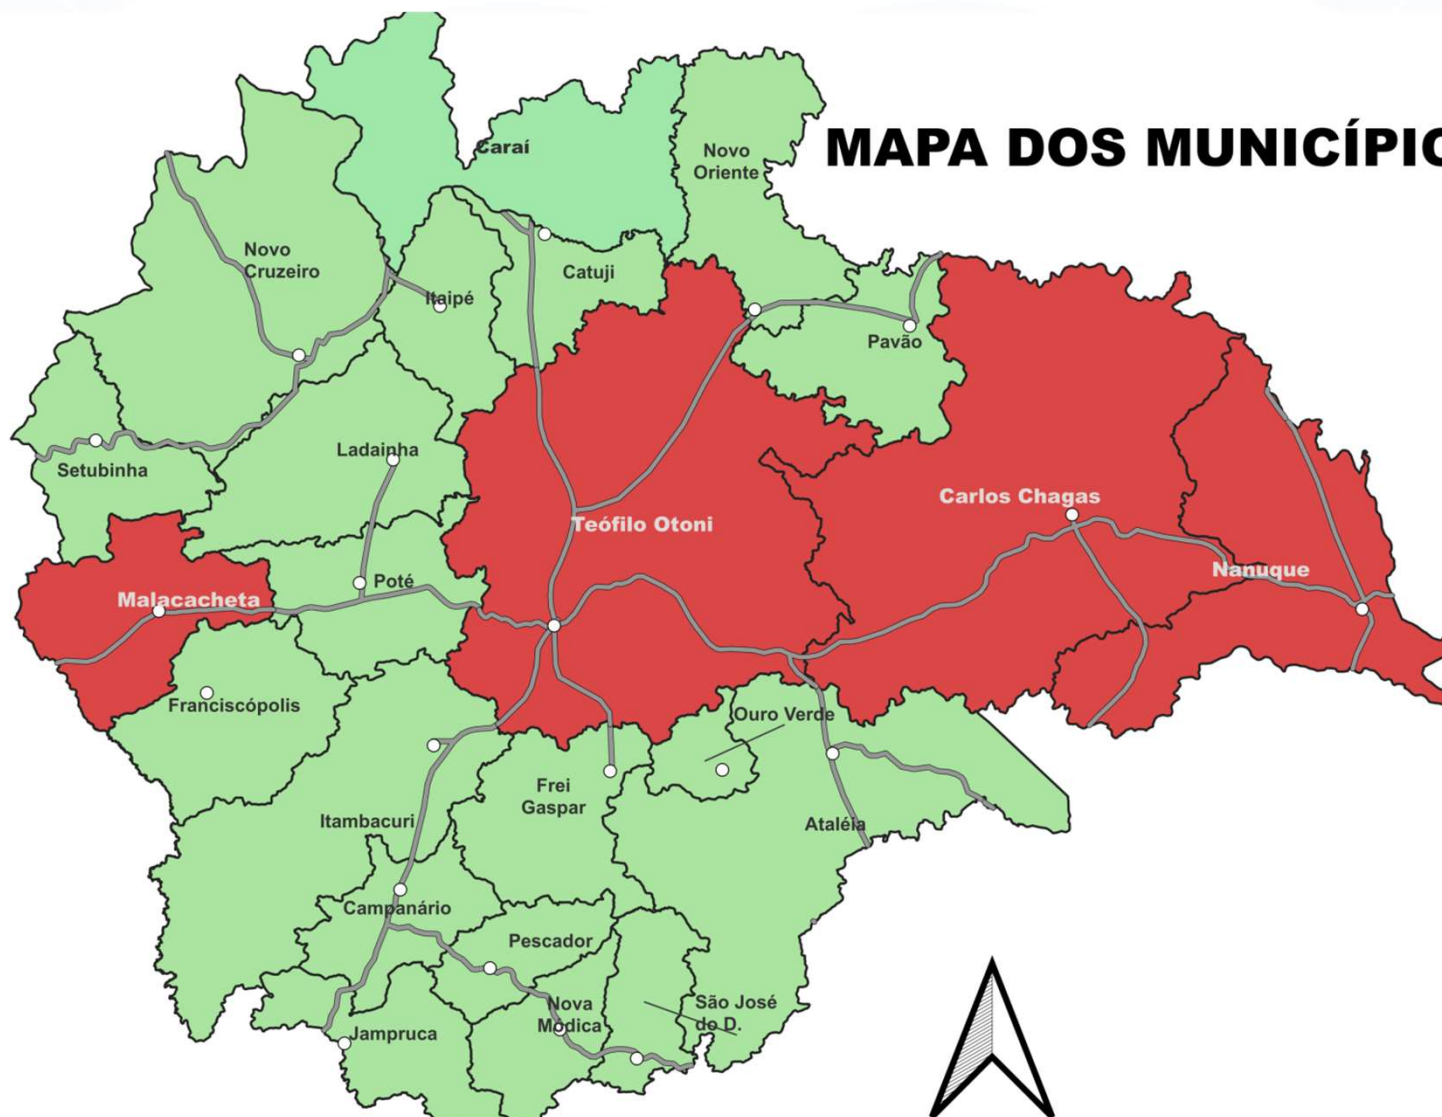 MAPA DOS MUNICÍPIO
Caraí
Novo
Oriente
Novo
Cruzeiro
Itaipé
Catuji
Pavão
Setubinha
Ladainha
Carlos Chagas
Teófilo Otoni
Nanuque
Malacacheta
Poté
Franciscópolis
Ouro Verde
Frei
Gaspar
Itambacuri
Ataléia
Campanário
Pescador
Nova
Módica
São José
do D.
Jampruca